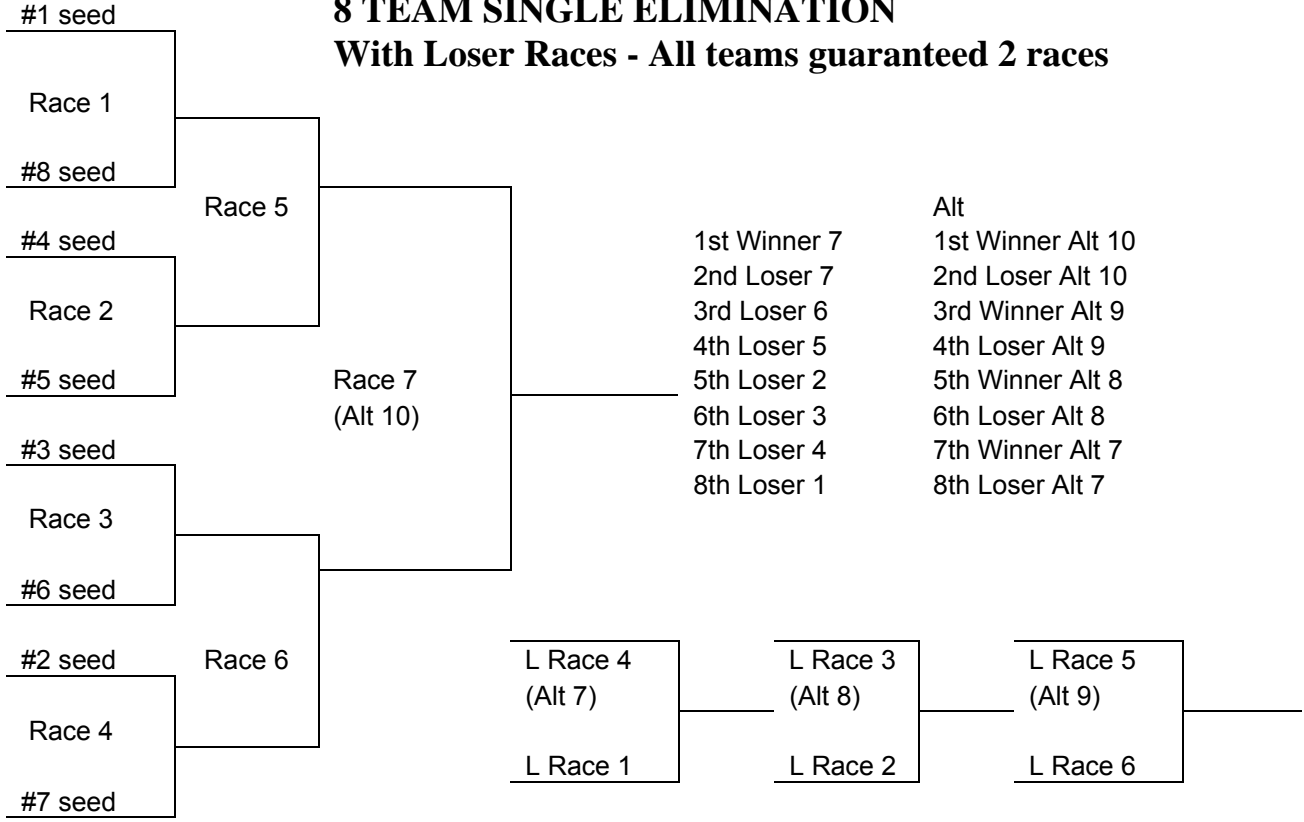 8 TEAM SINGLE ELIMINATION
With Loser Races - All teams guaranteed 2 races
#1 seed
Race 1
#8 seed
Race 5
#4 seed
Race 2
#5 seed
Race 7
(Alt 10)
#3 seed
Race 3
#6 seed
#2 seed
Race 6
Race 4
#7 seed
1st Winner 7
2nd Loser 7
3rd Loser 6
4th Loser 5
5th Loser 2
6th Loser 3
7th Loser 4
8th Loser 1
Alt
1st Winner Alt 10
2nd Loser Alt 10
3rd Winner Alt 9
4th Loser Alt 9
5th Winner Alt 8
6th Loser Alt 8
7th Winner Alt 7
8th Loser Alt 7
L Race 4
(Alt 7)
L Race 1
L Race 3
(Alt 8)
L Race 2
L Race 5
(Alt 9)
L Race 6